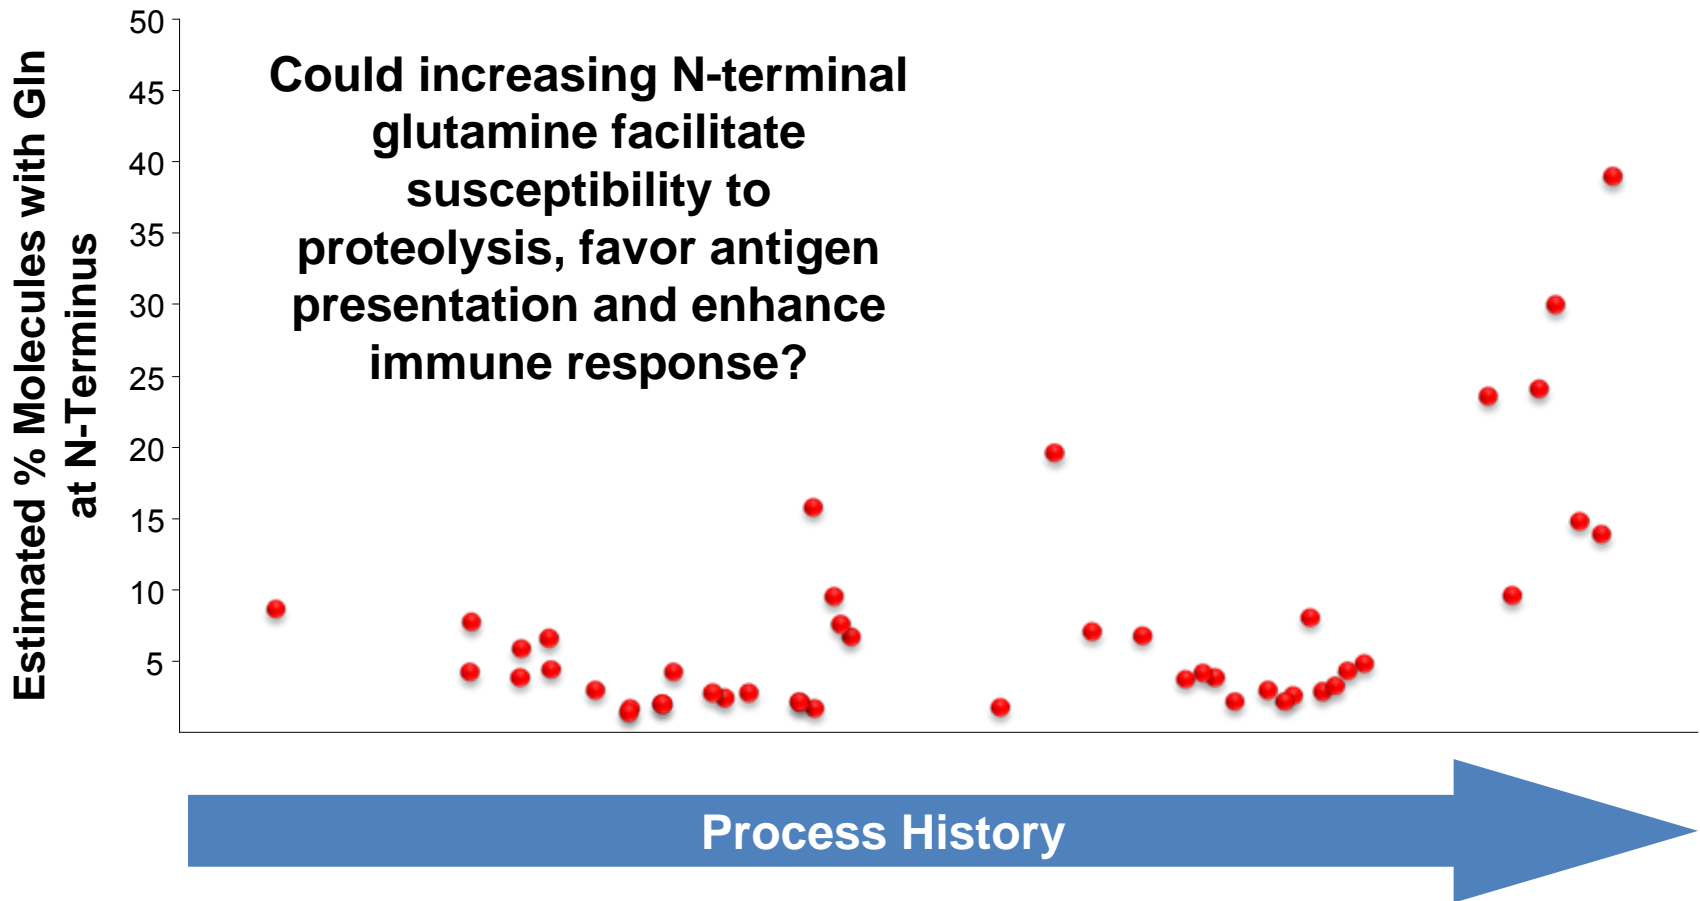 Estimated % Molecules with Gln
at N-Terminus
50
45
40
35
30
25
20
15
10
5
Could increasing N-terminal
glutamine facilitate
susceptibility to
proteolysis, favor antigen
presentation and enhance
immune response?
Process History